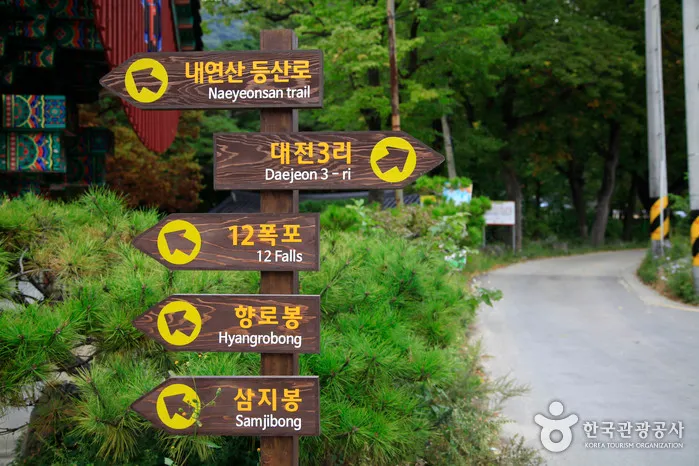 내연산 등산로
Naeyeonsan trail
대전3리
Daejeon 3 - ri
12폭포
12 Falls
향로봉
Hyangrobong
삼지봉
Samjibong
한국관광공사
KOREA TOURISM ORGANIZATION